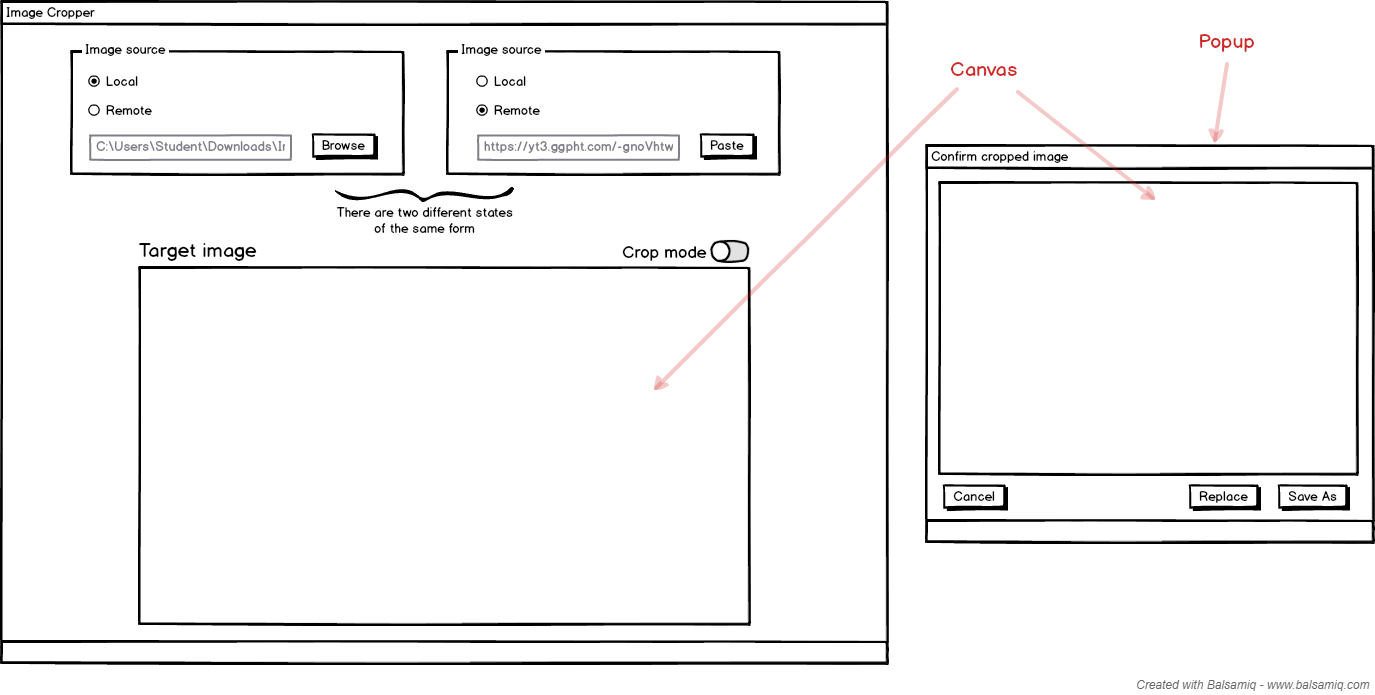 Image Cropper
Image source
Local
Remote
C:\Users\Student\Downloads\I
Browse
Image source
Local
Remote
https://yt3.ggpht.com/-gnoVhtw
Paste
There are two different states
of the same form
Target image
Crop mode
Canvas
Popup
Confirm cropped image
Cancel
Replace
Save As
Created with Balsamiq - www.balsamiq.com